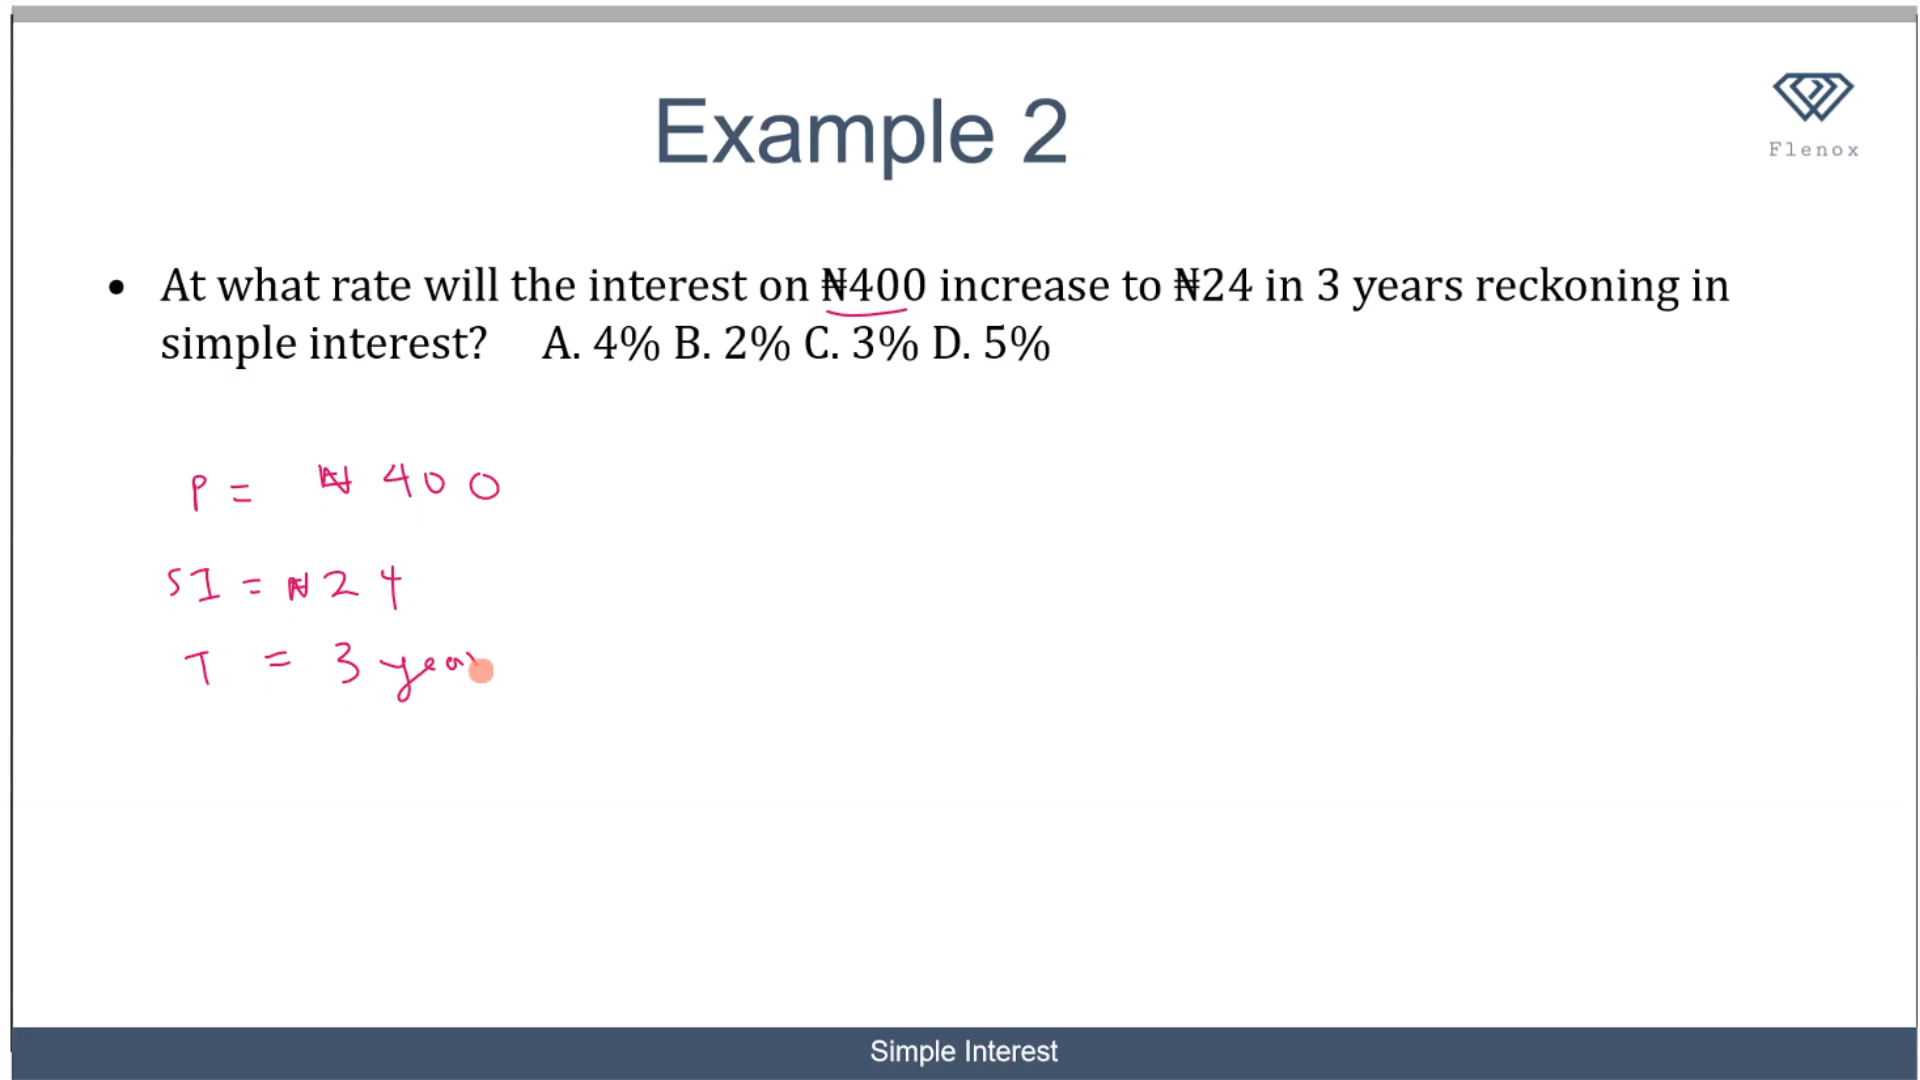 Example 2
Flenox
• At what rate will the interest on ₦400 increase to ₦24 in 3 years reckoning in
simple interest? A. 4% B. 2% C. 3% D. 5%
P = ₦ 400
SI = ₦24
T = 3 year
Simple Interest